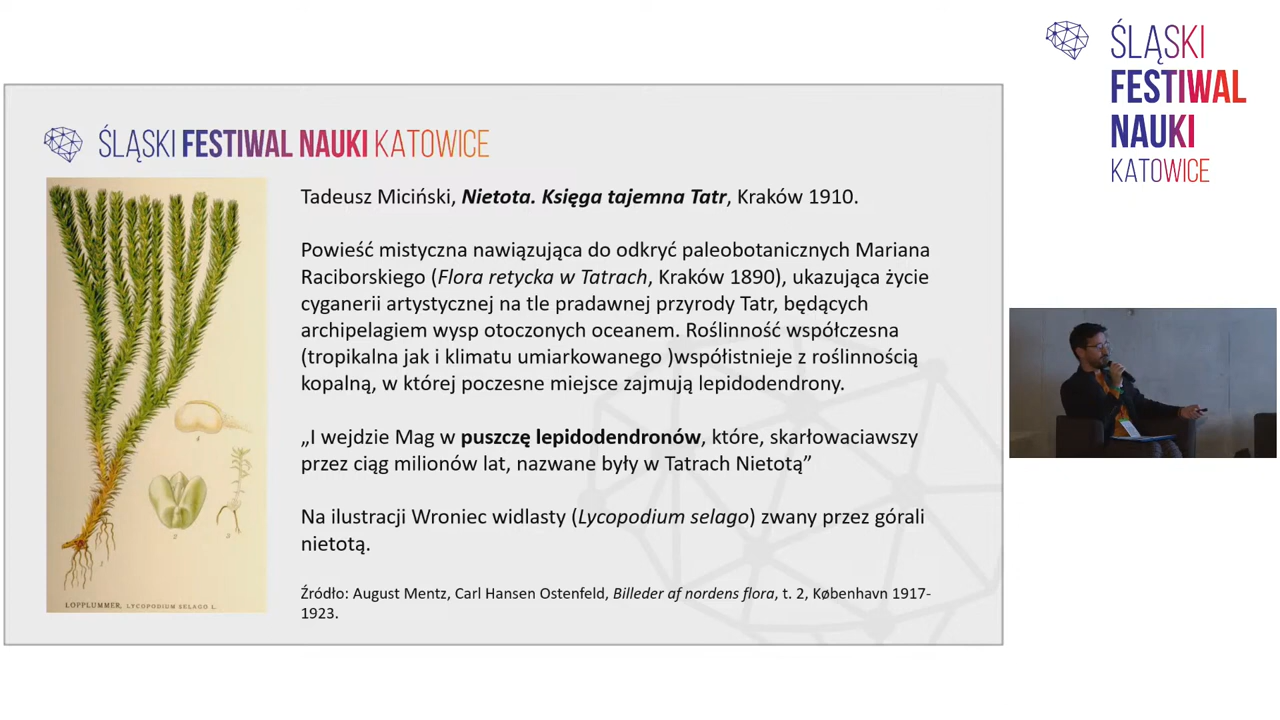 ŚLĄSKI
FESTIWAL
NAUKI
KATOWICE
ŚLĄSKI FESTIWAL NAUKI KATOWICE
Tadeusz Miciński, Nietota. Księga tajemna Tatr, Kraków 1910.
Powieść mistyczna nawiązująca do odkryć paleobotanicznych Mariana
Raciborskiego (Flora retycka w Tatrach, Kraków 1890), ukazująca życie
cyganerii artystycznej na tle pradawnej przyrody Tatr, będących
archipelagiem wysp otoczonych oceanem. Roślinność współczesna
(tropikalna jak i klimatu umiarkowanego )współistnieje z roślinnością
kopalną, w której poczesne miejsce zajmują lepidodendrony.
„I wejdzie Mag w puszczę lepidodendronów, które, skarłowaciawszy
przez ciąg milionów lat, nazwane były w Tatrach Nietotą”
Na ilustracji Wroniec widlasty (Lycopodium selago) zwany przez górali
nietotą.
Źródło: August Mentz, Carl Hansen Ostenfeld, Billeder af nordens flora, t. 2, København 1917-
1923.
1
2
3
4
LOPPLUMMER, LYCOPODIUM SELAGO L.